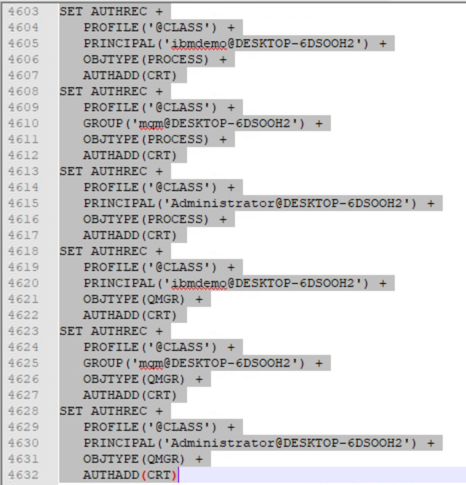 4603 SET AUTHREC +
4604 PROFILE('@CLASS') +
4605 PRINCIPAL('ibmdemo@DESKTOP-6DSOOH2') +
4606 OBJTYPE(PROCESS) +
4607 AUTHADD(CRT)
4608 SET AUTHREC +
4609 PROFILE('@CLASS') +
4610 GROUP('mqm@DESKTOP-6DSOOH2') +
4611 OBJTYPE(PROCESS) +
4612 AUTHADD(CRT)
4613 SET AUTHREC +
4614 PROFILE('@CLASS') +
4615 PRINCIPAL('Administrator@DESKTOP-6DSOOH2') +
4616 OBJTYPE(PROCESS) +
4617 AUTHADD(CRT)
4618 SET AUTHREC +
4619 PROFILE('@CLASS') +
4620 PRINCIPAL('ibmdemo@DESKTOP-6DSOOH2') +
4621 OBJTYPE(QMGR) +
4622 AUTHADD(CRT)
4623 SET AUTHREC +
4624 PROFILE('@CLASS') +
4625 GROUP('mqm@DESKTOP-6DSOOH2') +
4626 OBJTYPE(QMGR) +
4627 AUTHADD(CRT)
4628 SET AUTHREC +
4629 PROFILE('@CLASS') +
4630 PRINCIPAL('Administrator@DESKTOP-6DSOOH2') +
4631 OBJTYPE(QMGR) +
4632 AUTHADD(CRT)